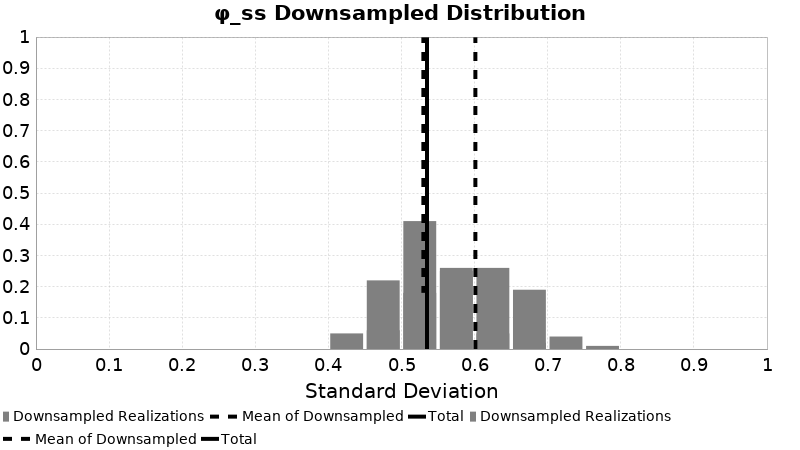 φ_ss Downsampled Distribution
1
0.9
0.8
0.7
0.6
0.5
0.4
0.3
0.2
0.1
0
0 0.1 0.2 0.3 0.4 0.5 0.6 0.7 0.8 0.9 1
Standard Deviation
Downsampled Realizations Mean of Downsampled Total Downsampled Realizations
Mean of Downsampled Total